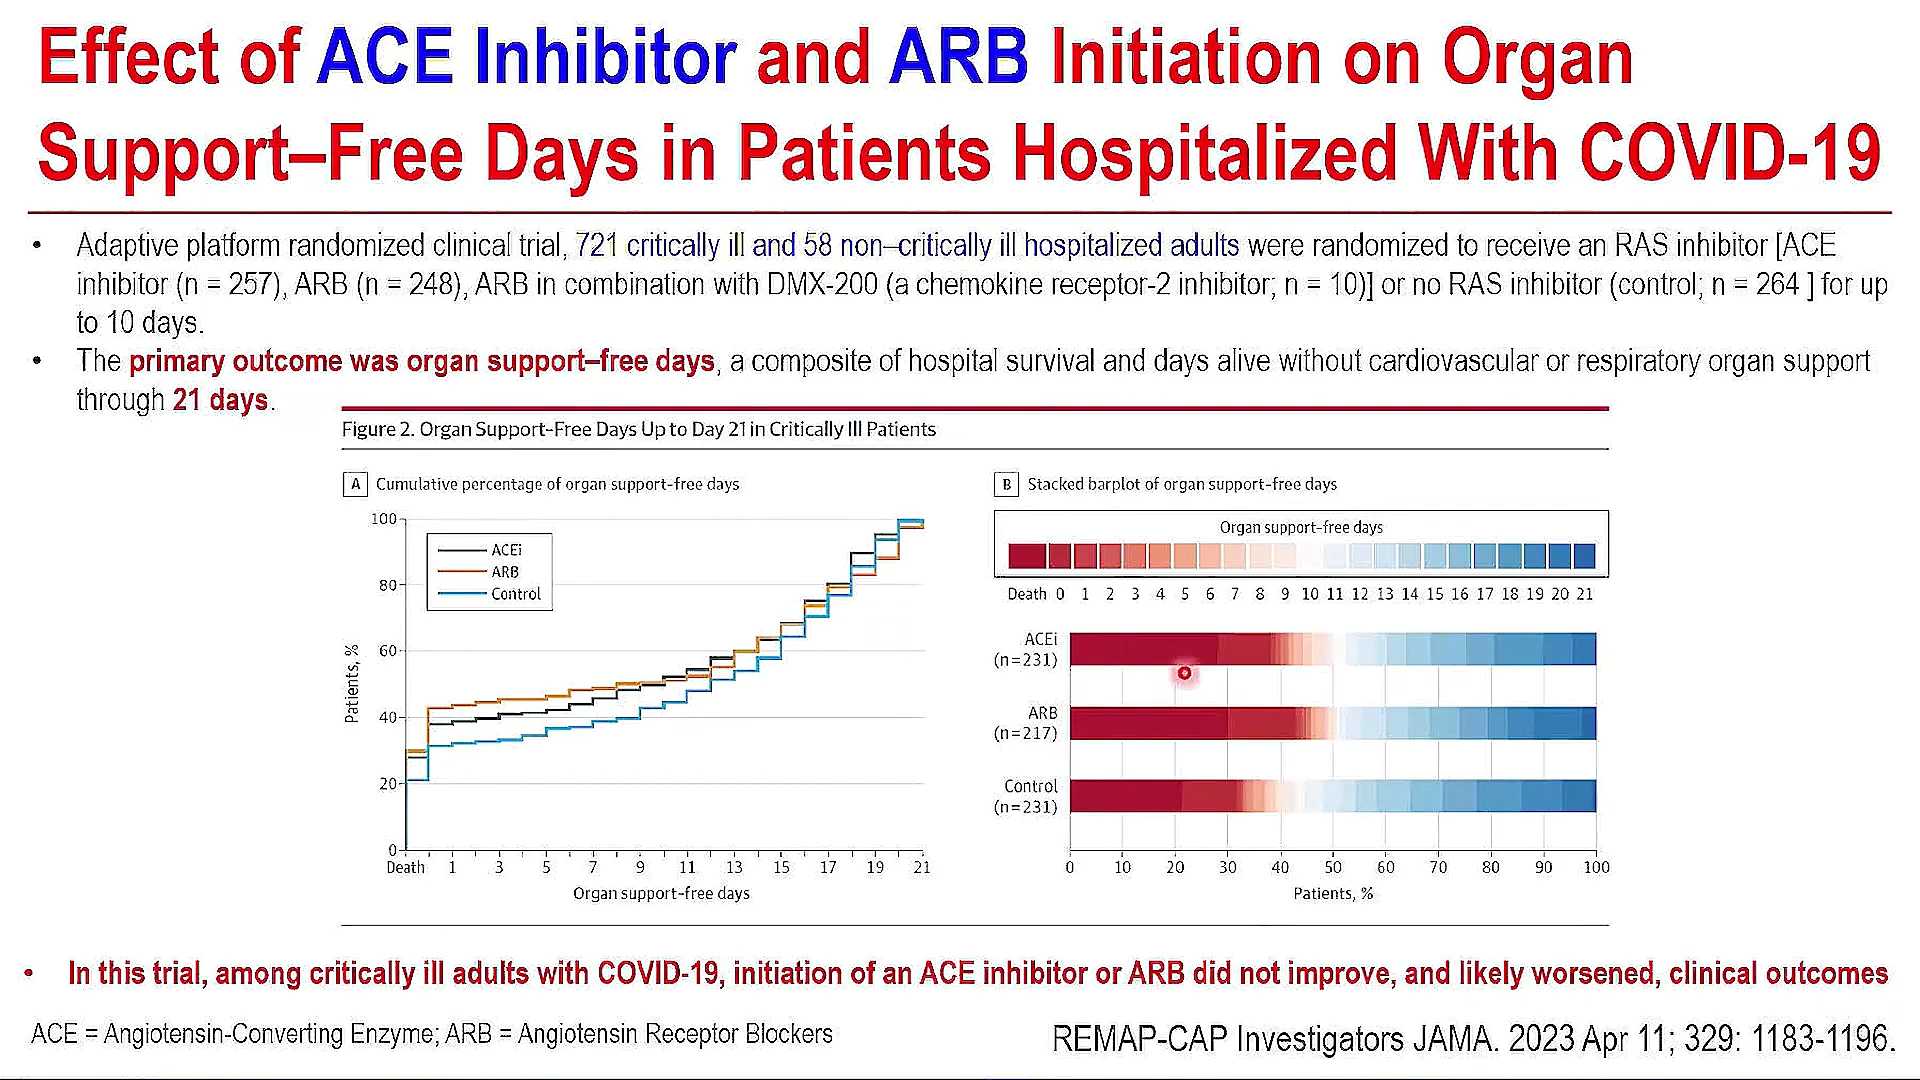 Effect of ACE Inhibitor and ARB Initiation on Organ
Support–Free Days in Patients Hospitalized With COVID-19
• Adaptive platform randomized clinical trial, 721 critically ill and 58 non–critically ill hospitalized adults were randomized to receive an RAS inhibitor [ACE
inhibitor (n = 257), ARB (n = 248), ARB in combination with DMX-200 (a chemokine receptor-2 inhibitor; n = 10)] or no RAS inhibitor (control; n = 264 ] for up
to 10 days.
• The primary outcome was organ support–free days, a composite of hospital survival and days alive without cardiovascular or respiratory organ support
through 21 days.
Figure 2. Organ Support-Free Days Up to Day 21 in Critically Ill Patients
A Cumulative percentage of organ support-free days
100
80
60
40
20
0
Patients, %
ACEi
ARB
Control
Death 1 3 5 7 9 11 13 15 17 19 21
Organ support-free days
B Stacked barplot of organ support-free days
Organ support-free days
Death 0 1 2 3 4 5 6 7 8 9 10 11 12 13 14 15 16 17 18 19 20 21
ACEi
(n=231)
ARB
(n=217)
Control
(n=231)
0 10 20 30 40 50 60 70 80 90 100
Patients, %
• In this trial, among critically ill adults with COVID-19, initiation of an ACE inhibitor or ARB did not improve, and likely worsened, clinical outcomes
ACE = Angiotensin-Converting Enzyme; ARB = Angiotensin Receptor Blockers
REMAP-CAP Investigators JAMA. 2023 Apr 11; 329: 1183-1196.